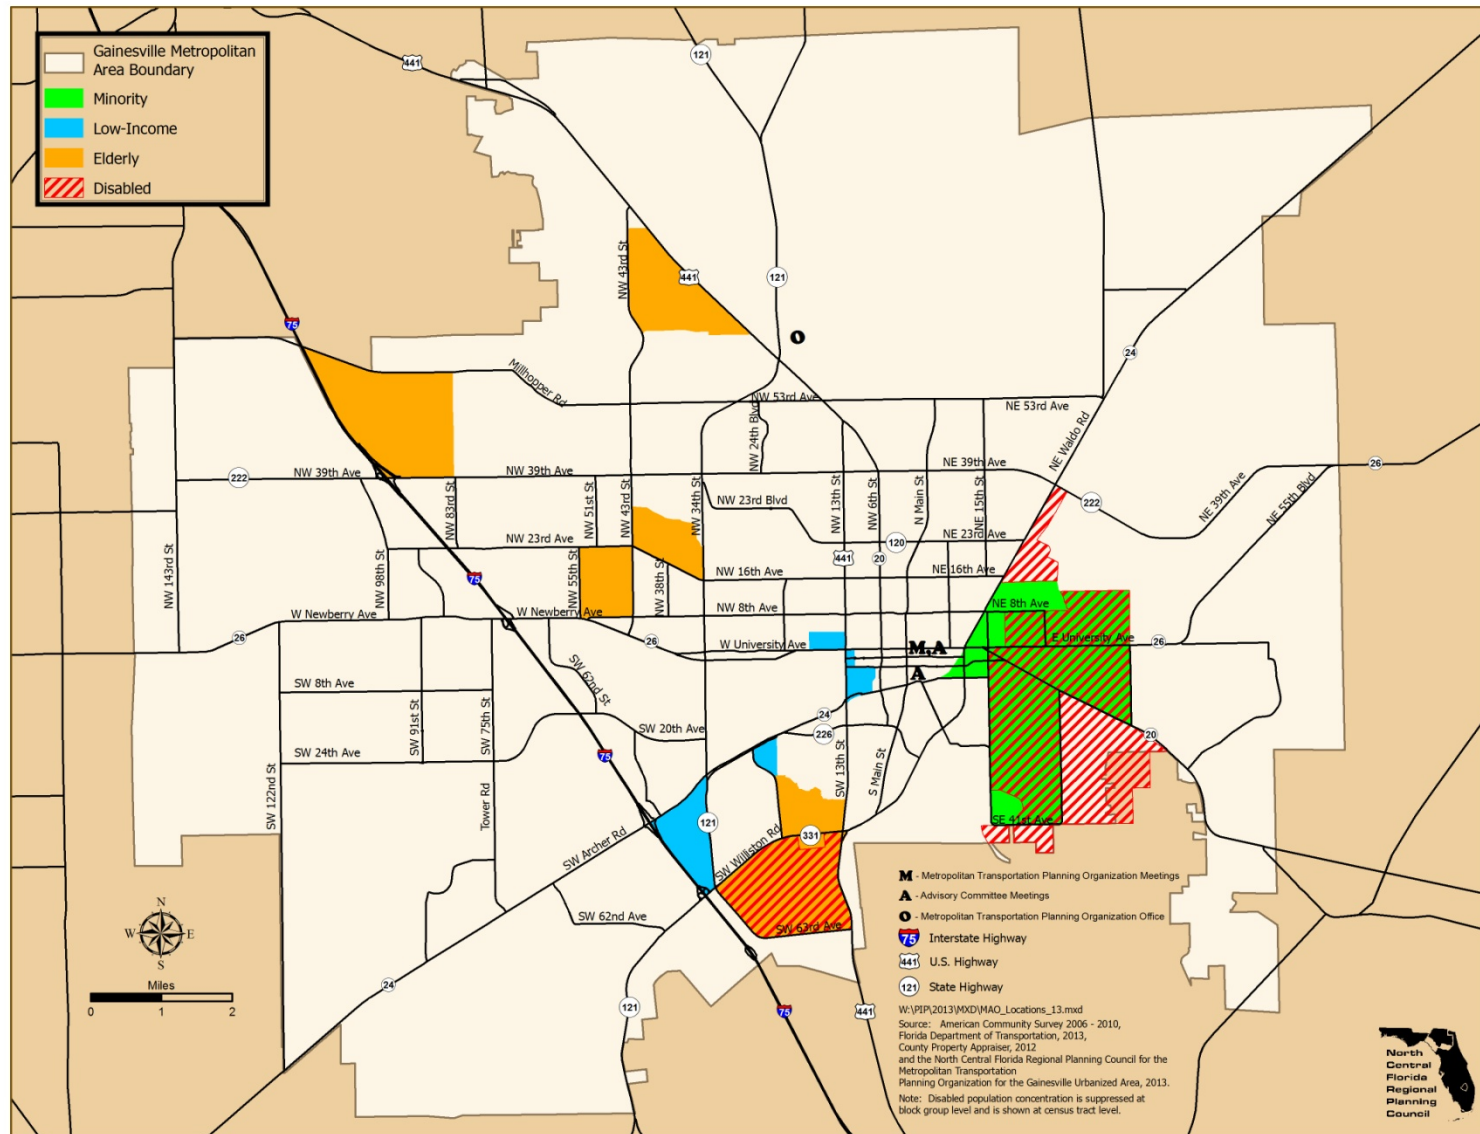 Gainesville Metropolitan
Area Boundary
Minority
Low-Income
Elderly
Disabled
441
121
NW 43rd St
441
121
75
O
24
Millhopper Rd
NW 53rd Ave
NE 53rd Ave
NW 24th Blvd
NE Waldo Rd
222
NW 39th Ave
NW 39th Ave
NE 39th Ave
26
NW 83rd St
NW 51st St
NW 43rd St
NW 34th St
NW 23rd Blvd
NW 13th St
NW 6th St
N Main St
NE 15th St
222
NE 39th Ave
NE 55th Blvd
NW 143rd St
NW 98th St
NW 23rd Ave
120
NE 23rd Ave
441
20
75
NW 55th St
NW 38th St
NW 16th Ave
NE 16th Ave
W Newberry Ave
W Newberry Ave
NW 8th Ave
NE 8th Ave
26
26
W University Ave
M,A
E University Ave
26
A
SW 8th Ave
SW 62nd St
SW 91st St
SW 75th St
24
SW 20th Ave
226
20
SW 24th Ave
75
SW 122nd St
Tower Rd
SW 13th St
S Main St
121
SW Archer Rd
SW Williston Rd
331
SE 41st Ave
SW 62nd Ave
SW 63rd Ave
24
121
75
441
N
W
E
S
Miles
0
1
2
M - Metropolitan Transportation Planning Organization Meetings
A - Advisory Committee Meetings
O - Metropolitan Transportation Planning Organization Office
75 Interstate Highway
441 U.S. Highway
121 State Highway
W:\PIP\2013\MXD\MAO_Locations_13.mxd
Source: American Community Survey 2006 - 2010,
Florida Department of Transportation, 2013,
County Property Appraiser, 2012
and the North Central Florida Regional Planning Council for the
Metropolitan Transportation
Planning Organization for the Gainesville Urbanized Area, 2013.
Note: Disabled population concentration is suppressed at
block group level and is shown at census tract level.
North
Central
Florida
Regional
Planning
Council